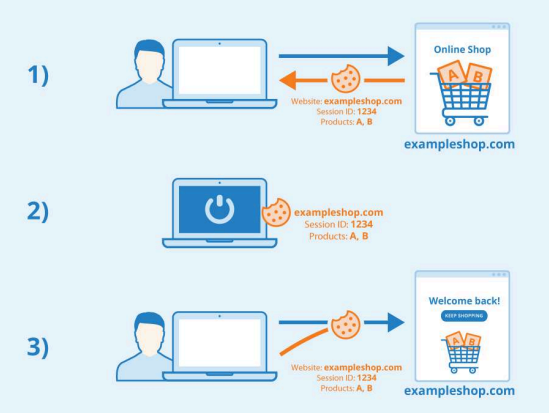 1)
Online Shop
A B
Website: exampleshop.com
Session ID: 1234
Products: A, B
exampleshop.com
2)
exampleshop.com
Session ID: 1234
Products: A, B
3)
Welcome back!
KEEP SHOPPING
A B
Website: exampleshop.com
Session ID: 1234
Products: A, B
exampleshop.com